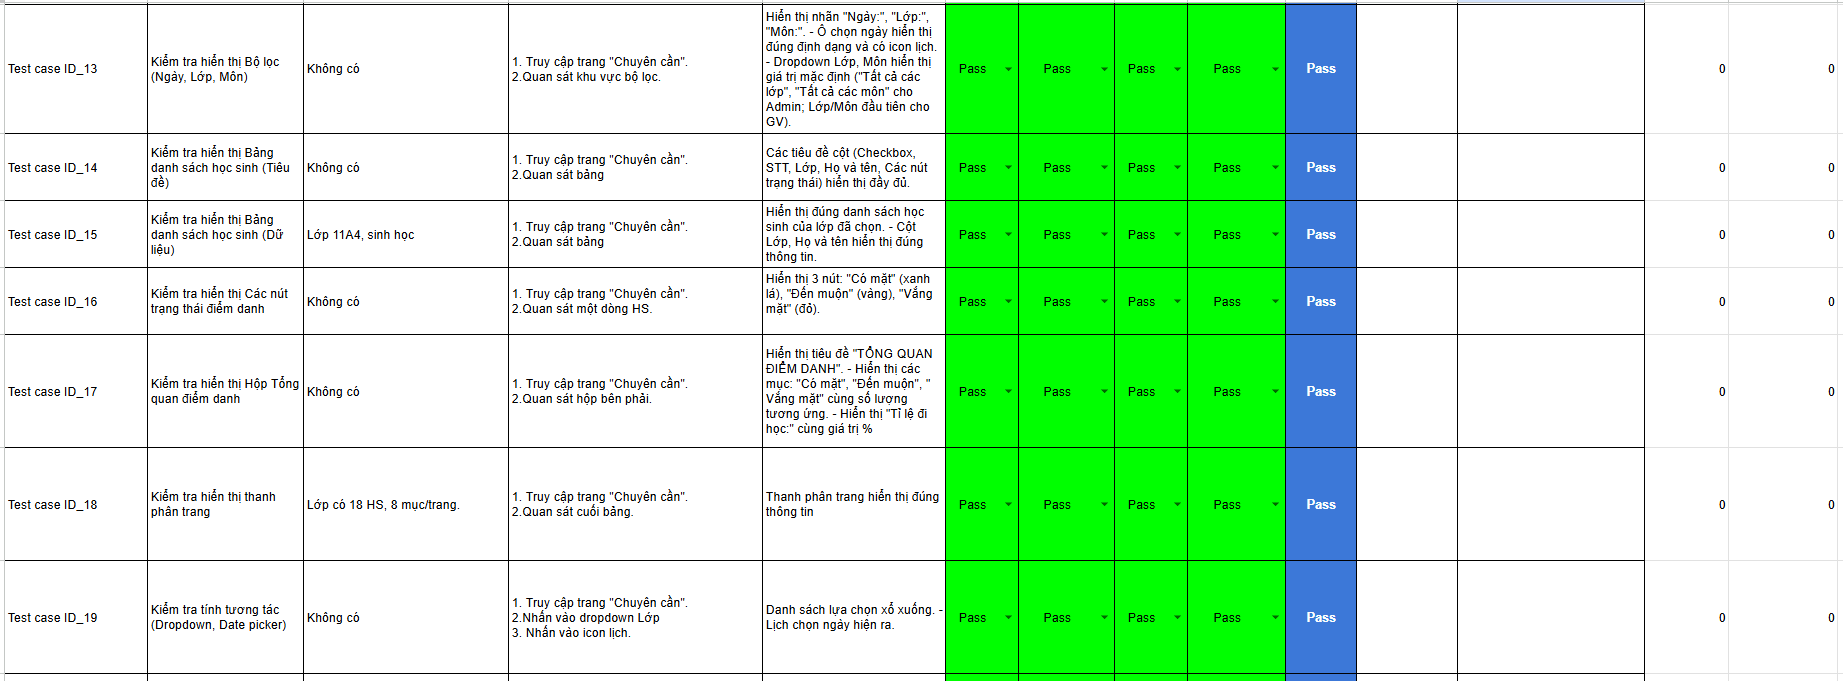 Test case ID_13
Kiểm tra hiển thị Bộ lọc
(Ngày, Lớp, Môn)
Không có
1. Truy cập trang "Chuyên cần".
2.Quan sát khu vực bộ lọc.
Hiển thị nhãn "Ngày:", "Lớp:",
"Môn:". - Ô chọn ngày hiển thị
đúng định dạng và có icon lịch.
- Dropdown Lớp, Môn hiển thị
giá trị mặc định ("Tất cả các
lớp", "Tất cả các môn" cho
Admin; Lớp/Môn đầu tiên cho
GV).
Pass
Pass
Pass
Pass
Pass
0
0
Test case ID_14
Kiểm tra hiển thị Bảng
danh sách học sinh (Tiêu
đề)
Không có
1. Truy cập trang "Chuyên cần".
2.Quan sát bảng
Các tiêu đề cột (Checkbox,
STT, Lớp, Họ và tên, Các nút
trạng thái) hiển thị đầy đủ.
Pass
Pass
Pass
Pass
Pass
0
0
Test case ID_15
Kiểm tra hiển thị Bảng
danh sách học sinh (Dữ
liệu)
Lớp 11A4, sinh học
1. Truy cập trang "Chuyên cần".
2.Quan sát bảng
Hiển thị đúng danh sách học
sinh của lớp đã chọn. - Cột
Lớp, Họ và tên hiển thị đúng
thông tin.
Pass
Pass
Pass
Pass
Pass
0
0
Test case ID_16
Kiểm tra hiển thị Các nút
trạng thái điểm danh
Không có
1. Truy cập trang "Chuyên cần".
2.Quan sát một dòng HS.
Hiển thị 3 nút: "Có mặt" (xanh
lá), "Đến muộn" (vàng), "Vắng
mặt" (đỏ).
Pass
Pass
Pass
Pass
Pass
0
0
Test case ID_17
Kiểm tra hiển thị Hộp Tổng
quan điểm danh
Không có
1. Truy cập trang "Chuyên cần".
2.Quan sát hộp bên phải.
Hiển thị tiêu đề "TỔNG QUAN
ĐIỂM DANH". - Hiển thị các
mục: "Có mặt", "Đến muộn", "
Vắng mặt" cùng số lượng
tương ứng. - Hiển thị "Tỉ lệ đi
học:" cùng giá trị %
Pass
Pass
Pass
Pass
Pass
0
0
Test case ID_18
Kiểm tra hiển thị thanh
phân trang
Lớp có 18 HS, 8 mục/trang.
1. Truy cập trang "Chuyên cần".
2.Quan sát cuối bảng.
Thanh phân trang hiển thị đúng
thông tin
Pass
Pass
Pass
Pass
Pass
0
0
Test case ID_19
Kiểm tra tính tương tác
(Dropdown, Date picker)
Không có
1. Truy cập trang "Chuyên cần".
2.Nhấn vào dropdown Lớp
3. Nhấn vào icon lịch.
Danh sách lựa chọn xổ xuống. -
Lịch chọn ngày hiện ra.
Pass
Pass
Pass
Pass
Pass
0
0